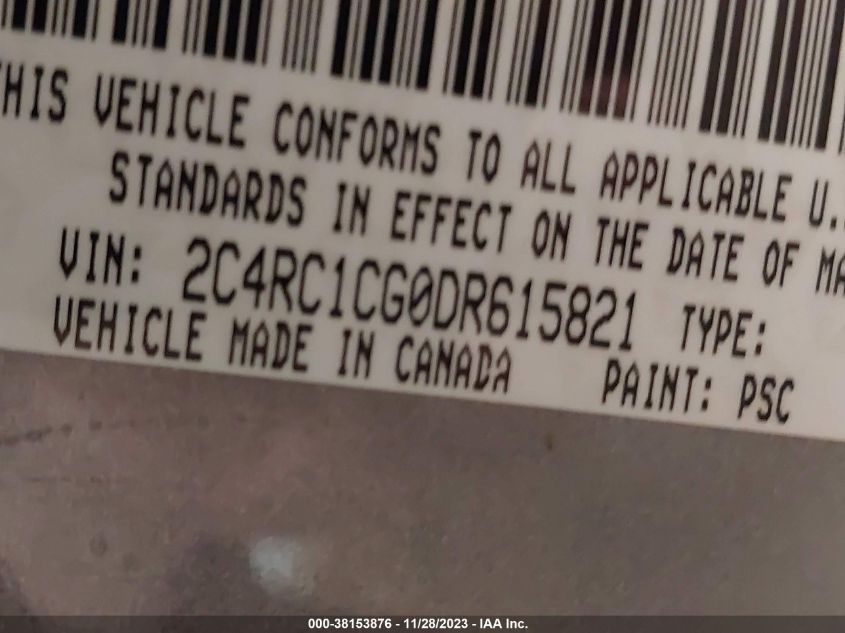 THIS VEHICLE CONFORMS TO ALL APPLICABLE U.
STANDARDS IN EFFECT ON THE DATE OF MA
VIN: 2C4RC1CG0DR615821 TYPE:
VEHICLE MADE IN CANADA PAINT: PSC
000-38153876 - 11/28/2023 - IAA Inc.